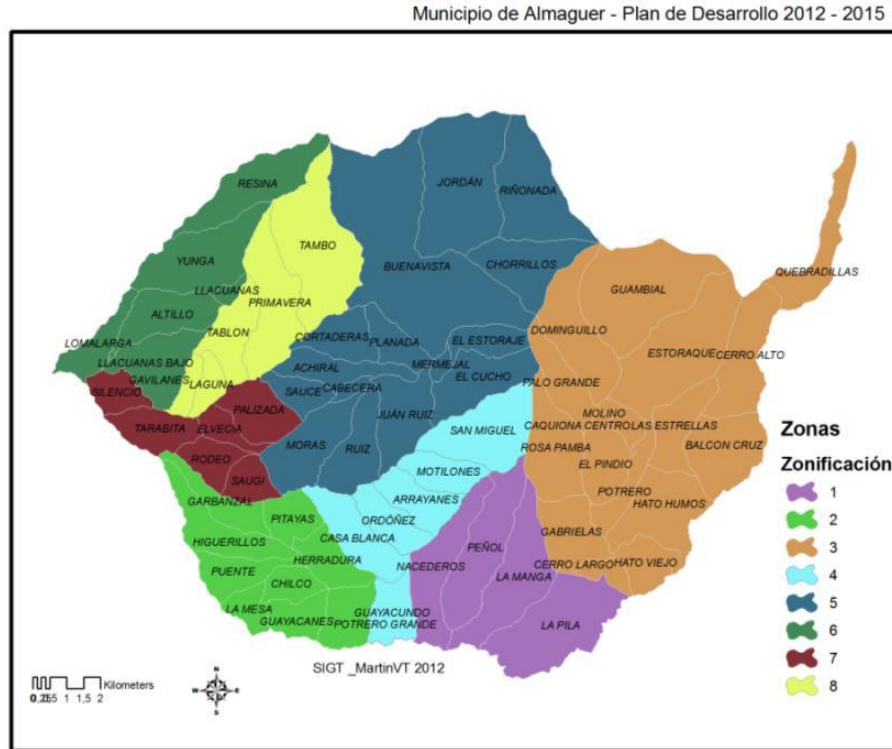 Municipio de Almaguer - Plan de Desarrollo 2012 - 2015
RESINA
JORDÁN
RIÑONADA
TAMBO
YUNGA
BUENAVISTA
CHORRILLOS
QUEBRADILLAS
LLACUANAS
PRIMAVERA
GUAMBIAL
ALTILLO
TABLON
CORTADERAS
PLANADA
EL ESTORAJE
DOMINGUILLO
LOMALARGA
ESTORAQUE
CERRO ALTO
LLACUANAS BAJO
ACHIRAL
MERMEJAL
GAVILANES
LAGUNA
EL CUCHO
PALO GRANDE
SILENCIO
SAUCE
CABECERA
PALIZADA
JUÁN RUIZ
MOLINO
TARABITA
ELVECIA
SAN MIGUEL
CAQUIONA CENTRO
LAS ESTRELLAS
MORAS
RUIZ
ROSA PAMBA
BALCON CRUZ
RODEO
MOTILONES
EL PINDIO
SAUGI
POTRERO
GARBANZAL
ARRAYANES
HATO HUMOS
PITAYAS
ORDÓÑEZ
HIGUERILLOS
CASA BLANCA
PEÑOL
GABRIELAS
PUENTE
HERRADURA
NACEDEROS
CERRO LARGO
HATO VIEJO
CHILCO
LA MANGA
LA MESA
GUAYACUNDO
GUAYACANES
POTRERO GRANDE
LA PILA
Zonas
Zonificación
1
2
3
4
5
6
7
8
SIGT _MartinVT 2012
Kilometers
1 1,5 2
N
W E
S